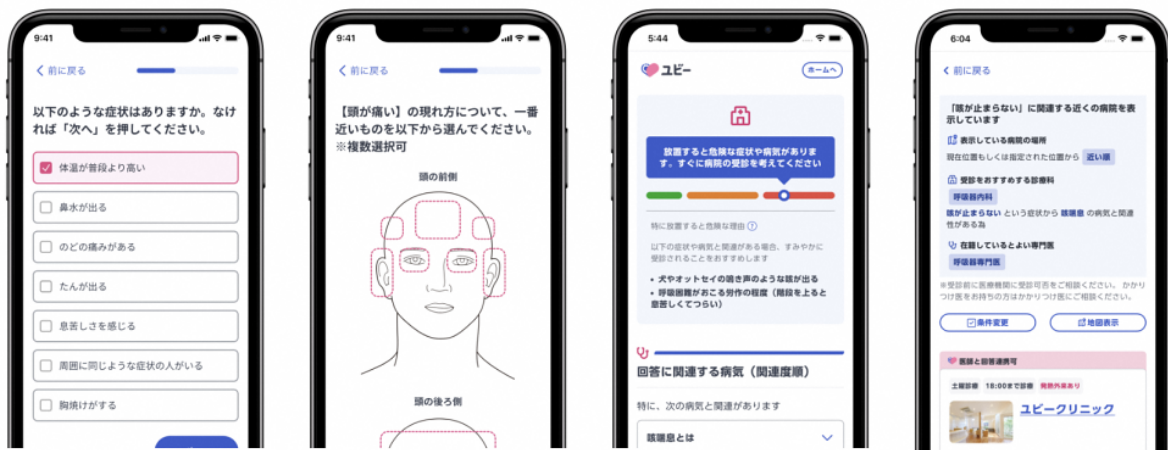 9:41
前に戻る
以下のような症状はありますか。なけ
れば「次へ」を押してください。
体温が普段より高い
鼻水が出る
のどの痛みがある
たんが出る
息苦しさを感じる
周囲に同じような症状の人がいる
胸焼けがする
9:41
前に戻る
【頭が痛い】の現れ方について、一番
近いものを以下から選んでください。
※複数選択可
頭の前側
頭の後ろ側
5:44
ユビー
ホームへ
放置すると危険な症状や病気がありま
す。すぐに病院の受診を考えてください
特に放置すると危険な理由 ?
以下の症状や病気と関連がある場合、すみやかに
受診されることをおすすめします
• 犬やオットセイの鳴き声のような咳が出る
• 呼吸困難がおこる労作の程度（階段を上ると
息苦しくてつらい）
回答に関連する病気（関連度順）
特に、次の病気と関連があります
咳喘息とは
6:04
前に戻る
「咳が止まらない」に関連する近くの病院を表
示しています
表示している病院の場所
現在位置もしくは指定された位置から 近い順
受診をおすすめする診療科
呼吸器内科
咳が止まらない という症状から 咳喘息 の病気と関連
性がある為
在籍しているとよい専門医
呼吸器専門医
※受診前に医療機関に受診可否をご相談ください。 かかり
つけ医をお持ちの方はかかりつけ医にご相談ください。
条件変更
地図表示
医師と回答連携可
土曜診療 18:00まで診療 発熱外来あり
ユビークリニック